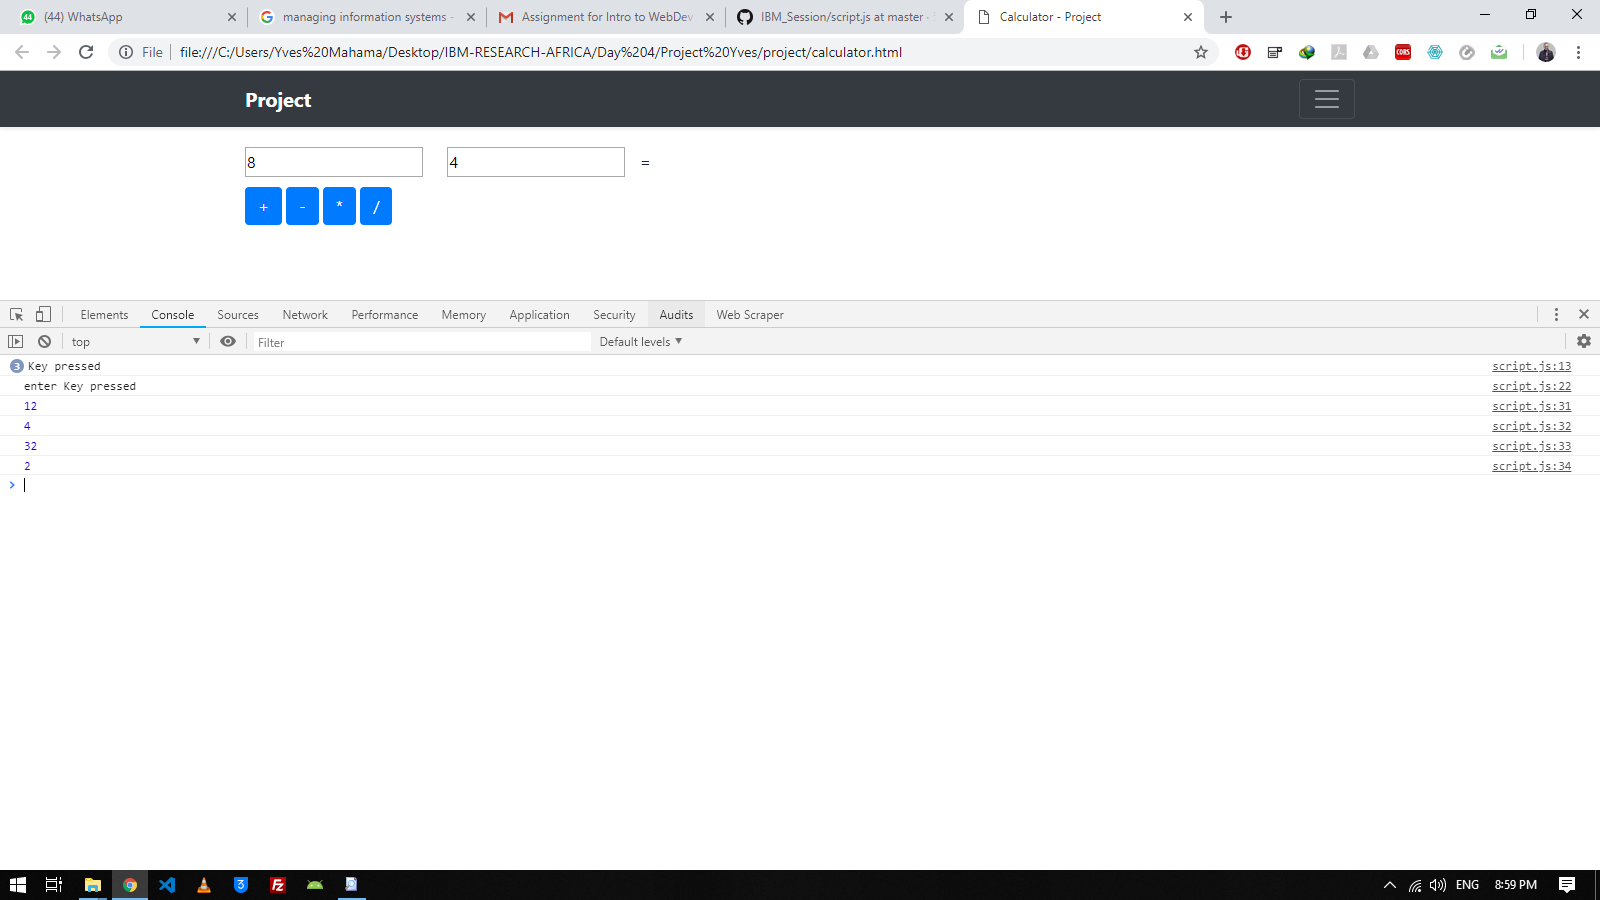 44 (44) WhatsApp
managing information systems -
Assignment for Intro to WebDev
IBM_Session/script.js at master ·
Calculator - Project
File file:///C:/Users/Yves%20Mahama/Desktop/IBM-RESEARCH-AFRICA/Day%204/Project%20Yves/project/calculator.html
CORS
Project
8 4 =
+ - * /
Elements Console Sources Network Performance Memory Application Security Audits Web Scraper
top Filter Default levels
3 Key pressed script.js:13
enter Key pressed script.js:22
12 script.js:31
4 script.js:32
32 script.js:33
2 script.js:34
>
ENG 8:59 PM